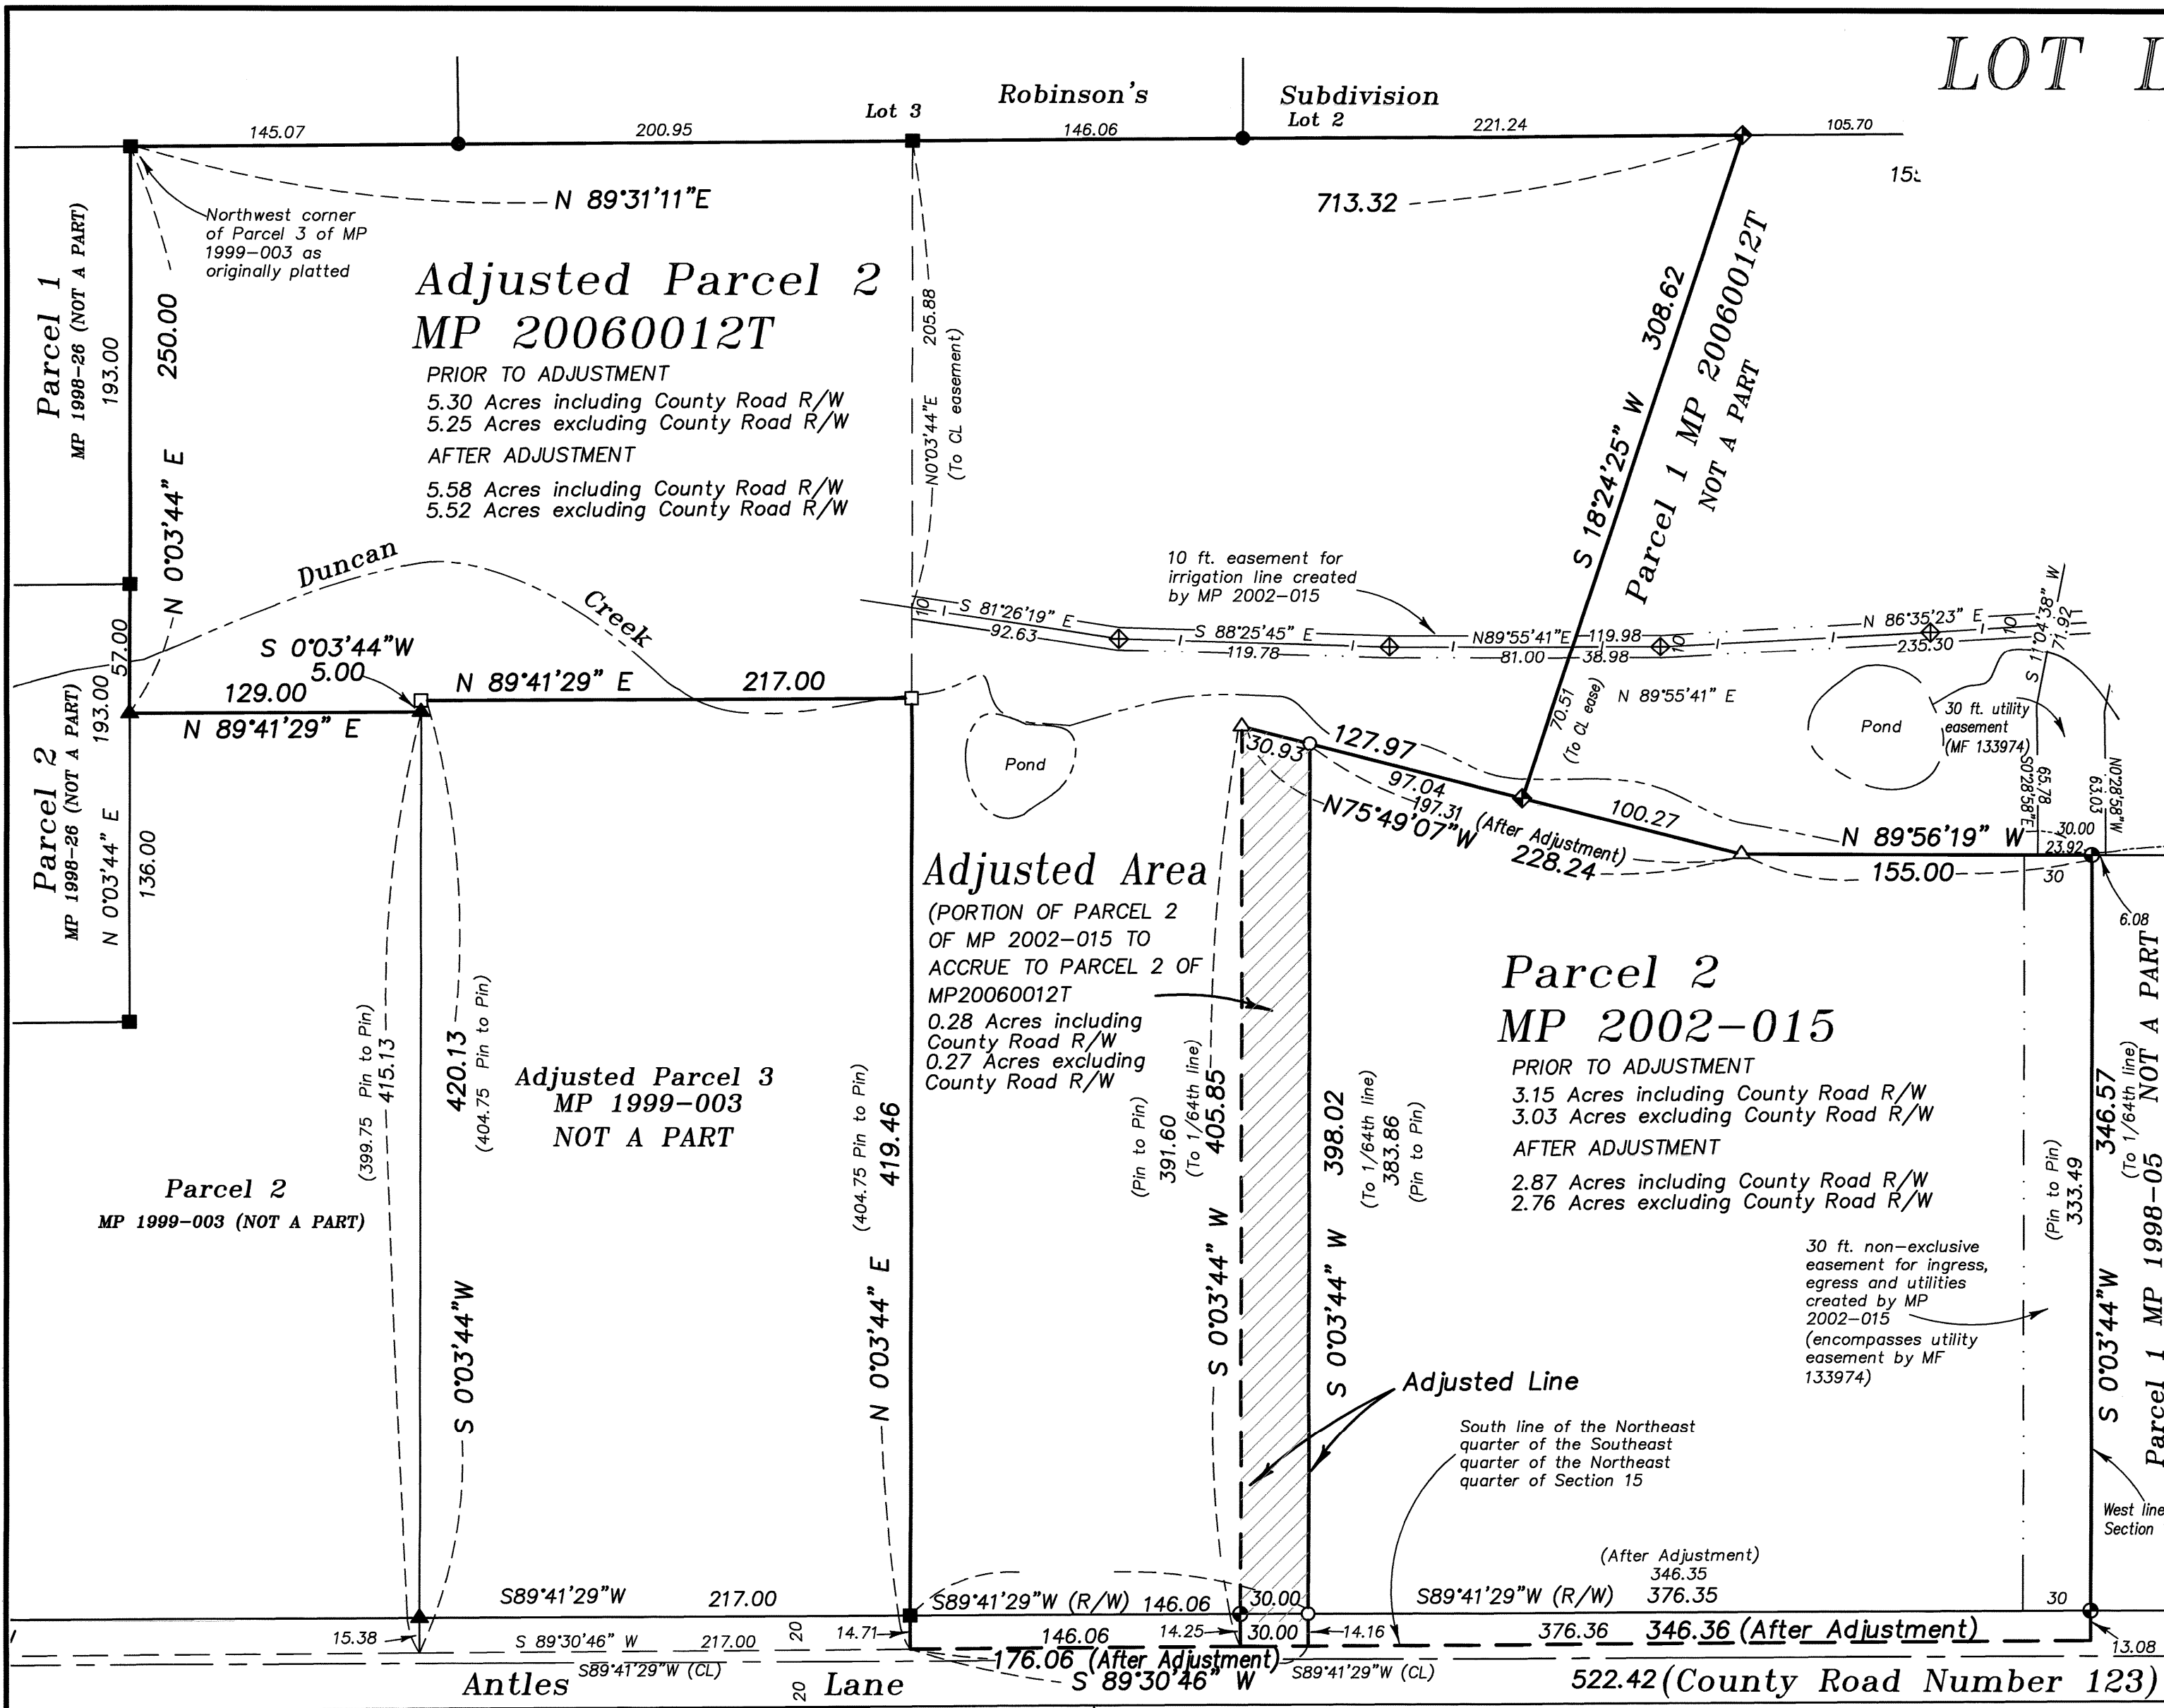 LOT L
Robinson's Subdivision
Lot 3
Lot 2
145.07
200.95
146.06
221.24
105.70
N 89°31'11"E
713.32
Northwest corner
of Parcel 3 of MP
1999-003 as
originally platted
Parcel 1
MP 1998-26 (NOT A PART)
193.00
250.00
N 0°03'44" E
Adjusted Parcel 2
MP 20060012T
PRIOR TO ADJUSTMENT
5.30 Acres including County Road R/W
5.25 Acres excluding County Road R/W
AFTER ADJUSTMENT
5.58 Acres including County Road R/W
5.52 Acres excluding County Road R/W
205.88
N0°03'44"E
(To CL easement)
308.62
S 18°24'25" W
Parcel 1 MP 20060012T
NOT A PART
Duncan
Creek
57.00
S 0°03'44"W
5.00
129.00
N 89°41'29" E
N 89°41'29" E
217.00
10 ft. easement for
irrigation line created
by MP 2002-015
10
S 81°26'19" E
92.63
S 88°25'45" E
119.78
N89°55'41"E
119.98
81.00
38.98
10
N 86°35'23" E
235.30
10
S 11°04'38" W
71.92
70.51
(To CL ease)
N 89°55'41" E
Pond
Pond
30 ft. utility
easement
(MF 133974)
S0°28'58"E
65.78
N0°28'58"W
63.03
Parcel 2
MP 1998-26 (NOT A PART)
193.00
N 0°03'44" E
136.00
30.93
127.97
97.04
197.31 (After Adjustment)
N75°49'07"W
228.24
100.27
N 89°56'19" W
155.00
30.00
23.92
30
6.08
Adjusted Area
(PORTION OF PARCEL 2
OF MP 2002-015 TO
ACCRUE TO PARCEL 2 OF
MP20060012T
0.28 Acres including
County Road R/W
0.27 Acres excluding
County Road R/W
Parcel 2
MP 2002-015
PRIOR TO ADJUSTMENT
3.15 Acres including County Road R/W
3.03 Acres excluding County Road R/W
AFTER ADJUSTMENT
2.87 Acres including County Road R/W
2.76 Acres excluding County Road R/W
(399.75 Pin to Pin)
415.13
420.13
(404.75 Pin to Pin)
S 0°03'44"W
Adjusted Parcel 3
MP 1999-003
NOT A PART
Parcel 2
MP 1999-003 (NOT A PART)
(404.75 Pin to Pin)
419.46
N 0°03'44" E
(Pin to Pin)
391.60
(To 1/64th line)
405.85
S 0°03'44" W
398.02
S 0°03'44" W
(To 1/64th line)
383.86
(Pin to Pin)
(Pin to Pin)
333.49
346.57
(To 1/64th line)
S 0°03'44"W
Parcel 1 MP 1998-05 NOT A PART
30 ft. non-exclusive
easement for ingress,
egress and utilities
created by MP
2002-015
(encompasses utility
easement by MF
133974)
Adjusted Line
South line of the Northeast
quarter of the Southeast
quarter of the Northeast
quarter of Section 15
West line
Section
(After Adjustment)
346.35
S89°41'29"W
217.00
S89°41'29"W (R/W)
146.06
30.00
S89°41'29"W (R/W)
376.35
30
15.38
S 89°30'46" W
217.00
20
14.71
146.06
14.25
30.00
14.16
376.36
346.36 (After Adjustment)
13.08
S89°41'29"W (CL)
176.06 (After Adjustment)
S 89°30'46" W
S89°41'29"W (CL)
Antles
20
Lane
522.42
(County Road Number 123)